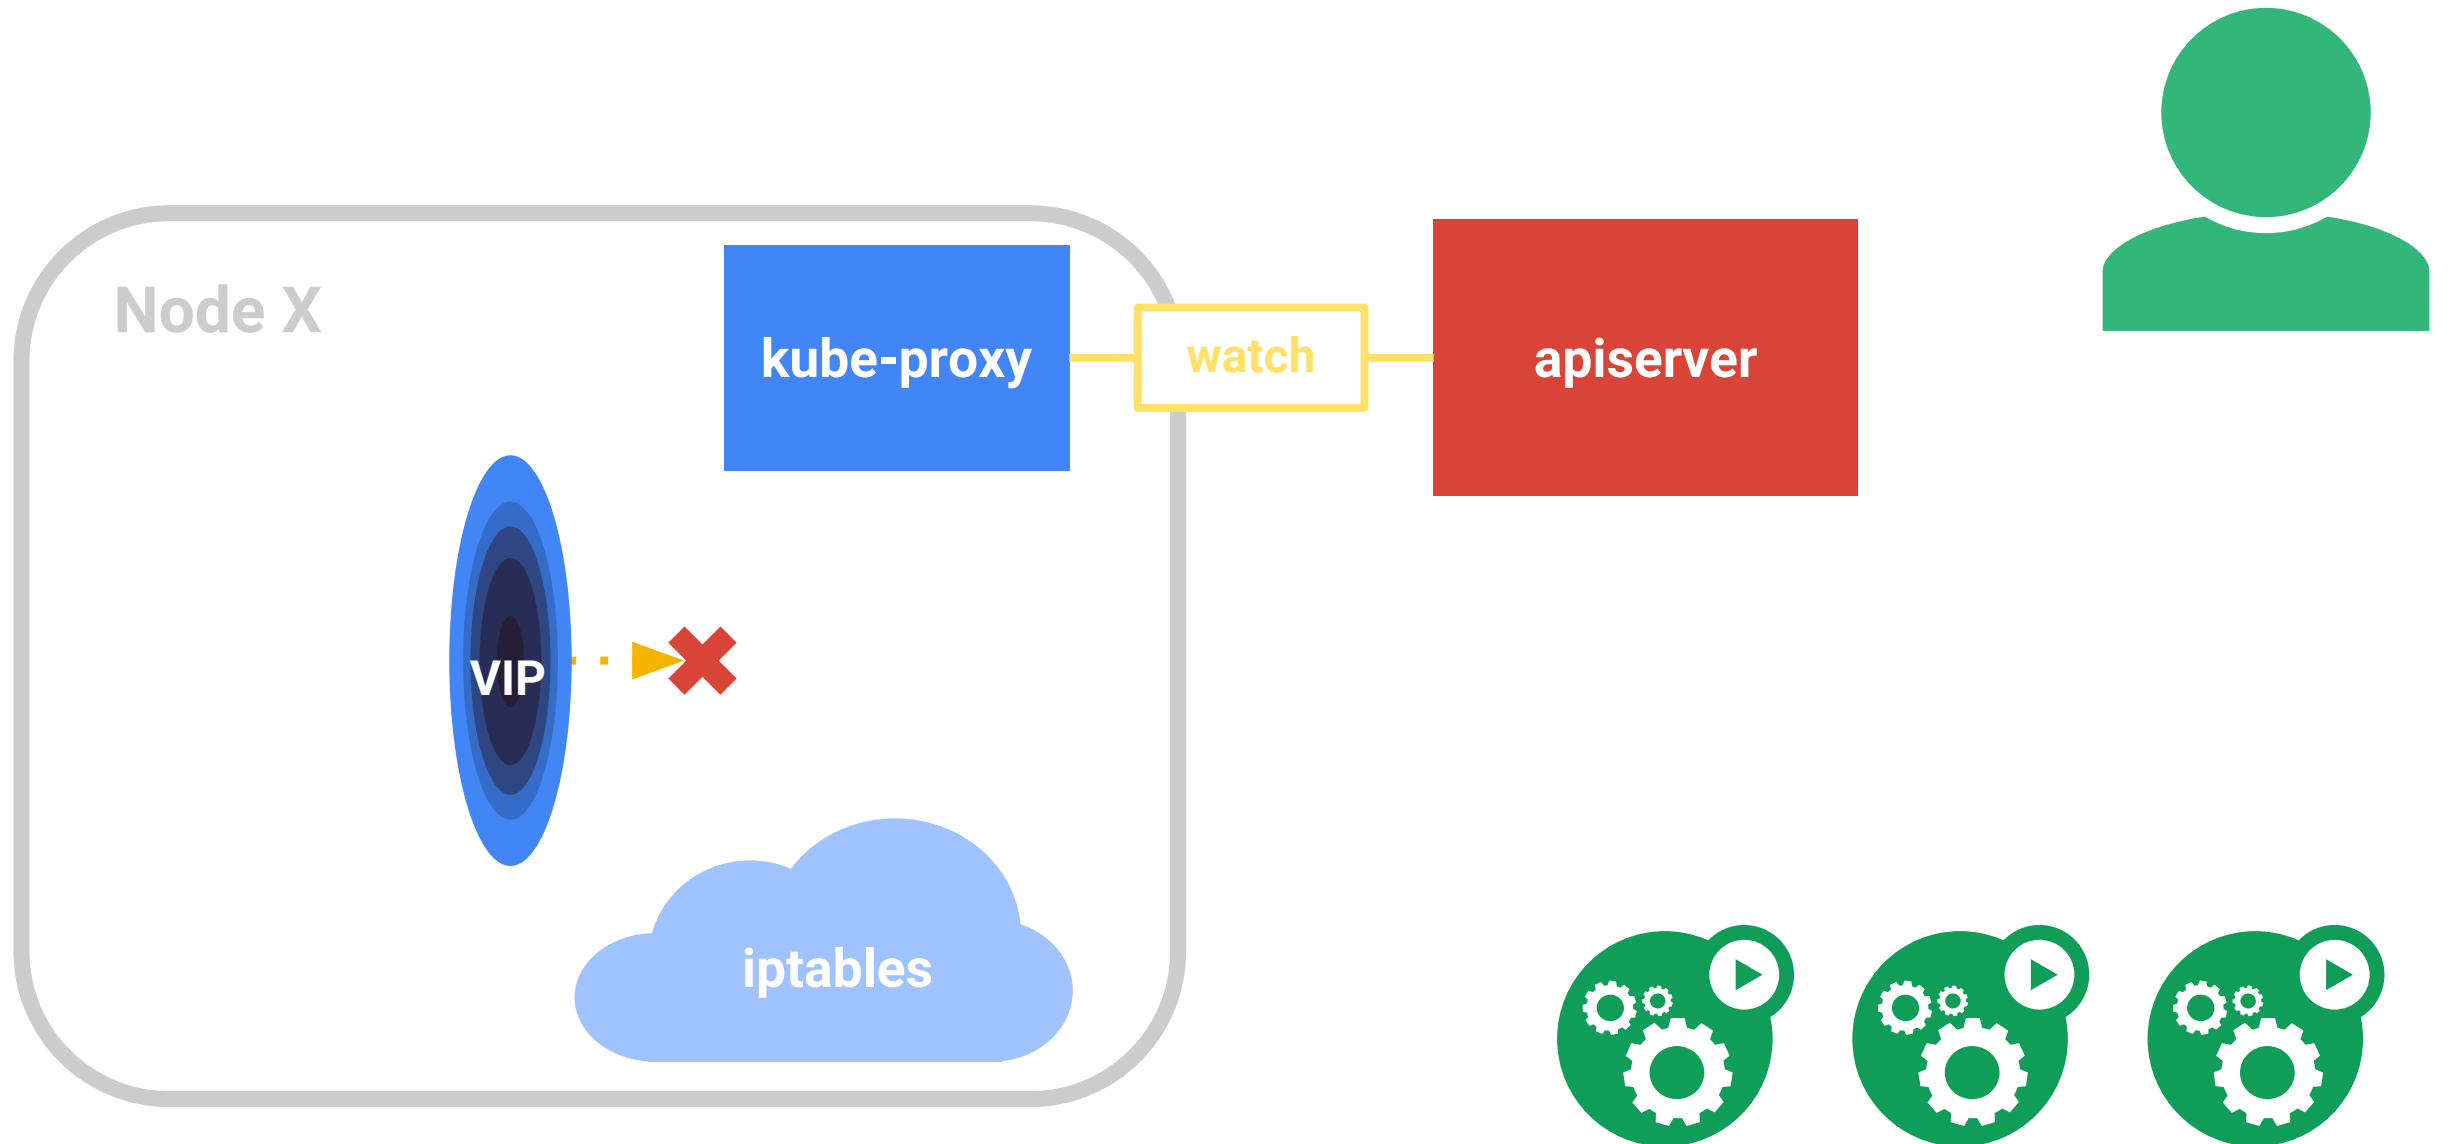 Node X
kube-proxy
watch
apiserver
VIP
iptables